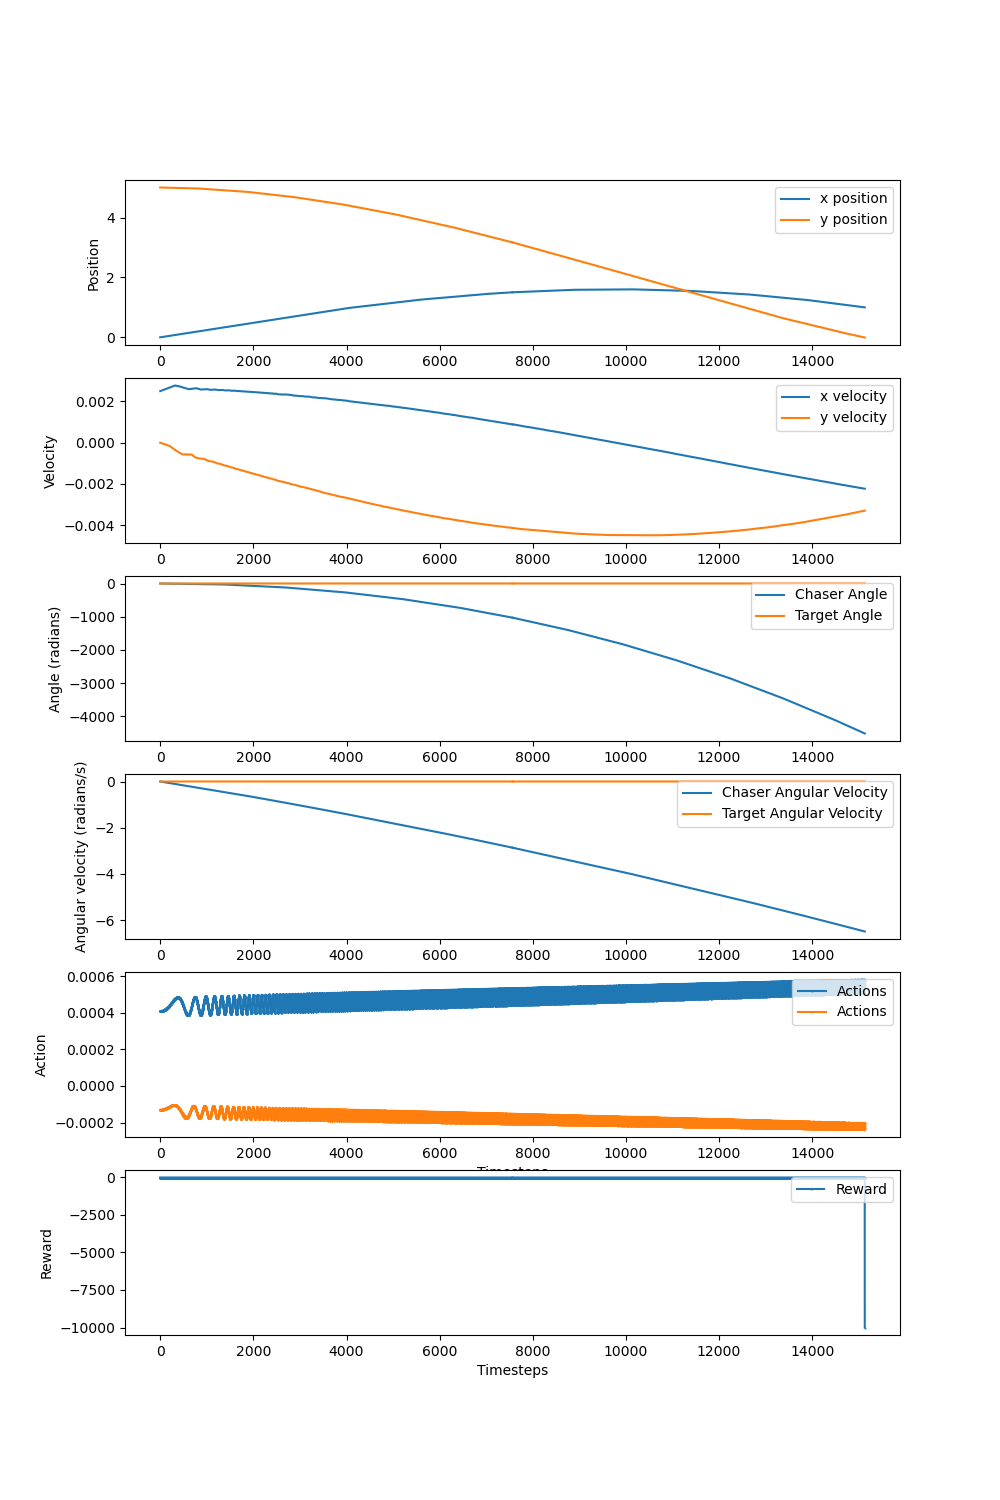 4
2
0
Position
x position
y position
0 2000 4000 6000 8000 10000 12000 14000
0.002
0.000
−0.002
−0.004
Velocity
x velocity
y velocity
0 2000 4000 6000 8000 10000 12000 14000
0
−1000
−2000
−3000
−4000
Angle (radians)
Chaser Angle
Target Angle
0 2000 4000 6000 8000 10000 12000 14000
0
−2
−4
−6
Angular velocity (radians/s)
Chaser Angular Velocity
Target Angular Velocity
0 2000 4000 6000 8000 10000 12000 14000
0.0006
0.0004
0.0002
0.0000
−0.0002
Action
Actions
Actions
0 2000 4000 6000 8000 10000 12000 14000
Timesteps
0
−2500
−5000
−7500
−10000
Reward
Reward
0 2000 4000 6000 8000 10000 12000 14000
Timesteps